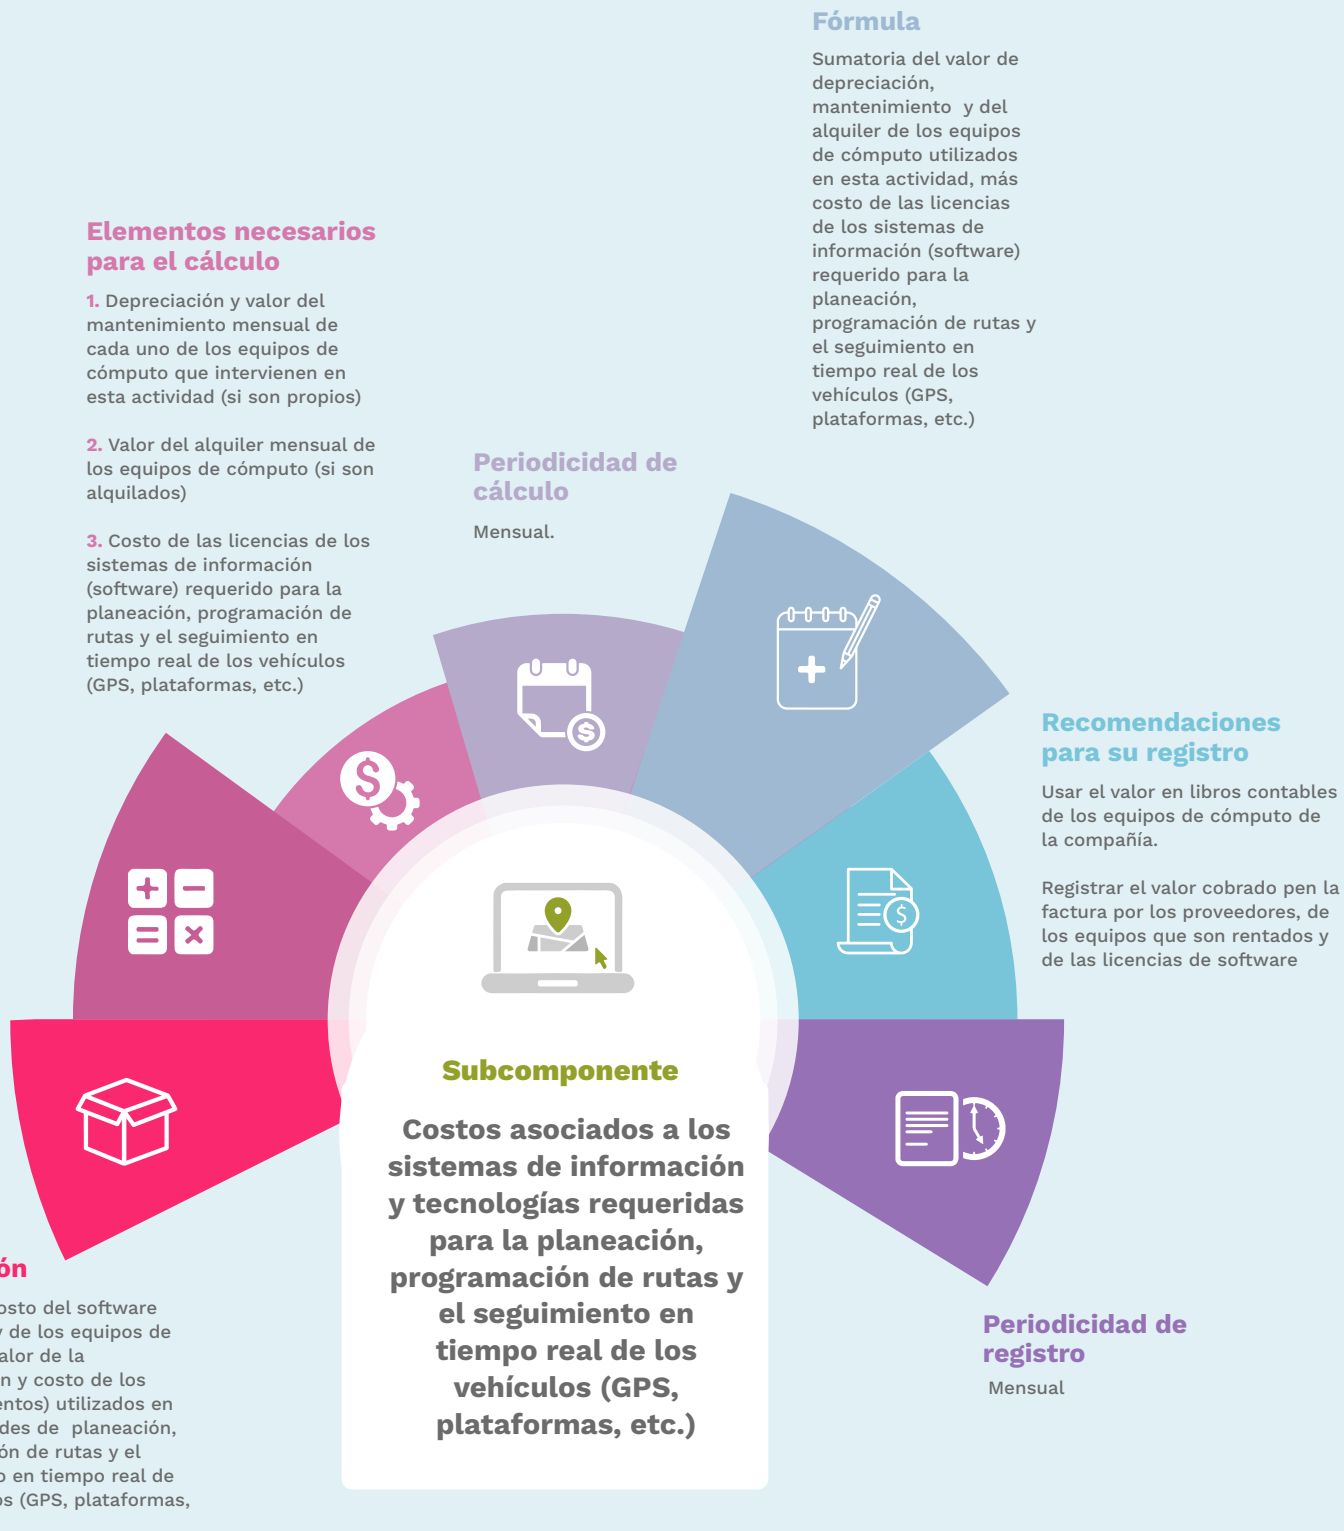 Fórmula
Sumatoria del valor de
depreciación,
mantenimiento y del
alquiler de los equipos
de cómputo utilizados
en esta actividad, más
costo de las licencias
de los sistemas de
información (software)
requerido para la
planeación,
programación de rutas y
el seguimiento en
tiempo real de los
vehículos (GPS,
plataformas, etc.)
Elementos necesarios
para el cálculo
1. Depreciación y valor del
mantenimiento mensual de
cada uno de los equipos de
cómputo que intervienen en
esta actividad (si son propios)
2. Valor del alquiler mensual de
los equipos de cómputo (si son
alquilados)
3. Costo de las licencias de los
sistemas de información
(software) requerido para la
planeación, programación de
rutas y el seguimiento en
tiempo real de los vehículos
(GPS, plataformas, etc.)
Periodicidad de
cálculo
Mensual.
Recomendaciones
para su registro
Usar el valor en libros contables
de los equipos de cómputo de
la compañía.
Registrar el valor cobrado pen la
factura por los proveedores, de
los equipos que son rentados y
de las licencias de software
Subcomponente
Costos asociados a los
sistemas de información
y tecnologías requeridas
para la planeación,
programación de rutas y
el seguimiento en
tiempo real de los
vehículos (GPS,
plataformas, etc.)
ón
osto del software
y de los equipos de
alor de la
n y costo de los
entos) utilizados en
des de planeación,
ón de rutas y el
o en tiempo real de
os (GPS, plataformas,
Periodicidad de
registro
Mensual